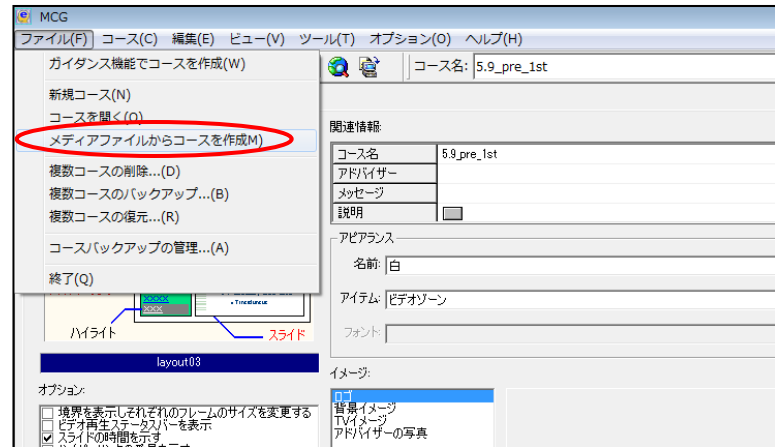 MCG
ファイル(F) コース(C) 編集(E) ビュー(V) ツール(T) オプション(O) ヘルプ(H)
ガイダンス機能でコースを作成(W)
新規コース(N)
コースを開く(O)
メディアファイルからコースを作成M)
複数コースの削除...(D)
複数コースのバックアップ...(B)
複数コースの復元...(R)
コースバックアップの管理...(A)
終了(Q)
コース名: 5.9_pre_1st
関連情報:
コース名 5.9_pre_1st
アドバイザー
メッセージ
説明
アピアランス
名前: 白
アイテム: ビデオゾーン
フォント:
XXXX
XXXX
ハイライト
スライド
layout03
オプション:
境界を表示しそれぞれのフレームのサイズを変更する
ビデオ再生ステータスバーを表示
スライドの時間を示す
イメージ:
ロゴ
背景イメージ
TVイメージ
アドバイザーの写真